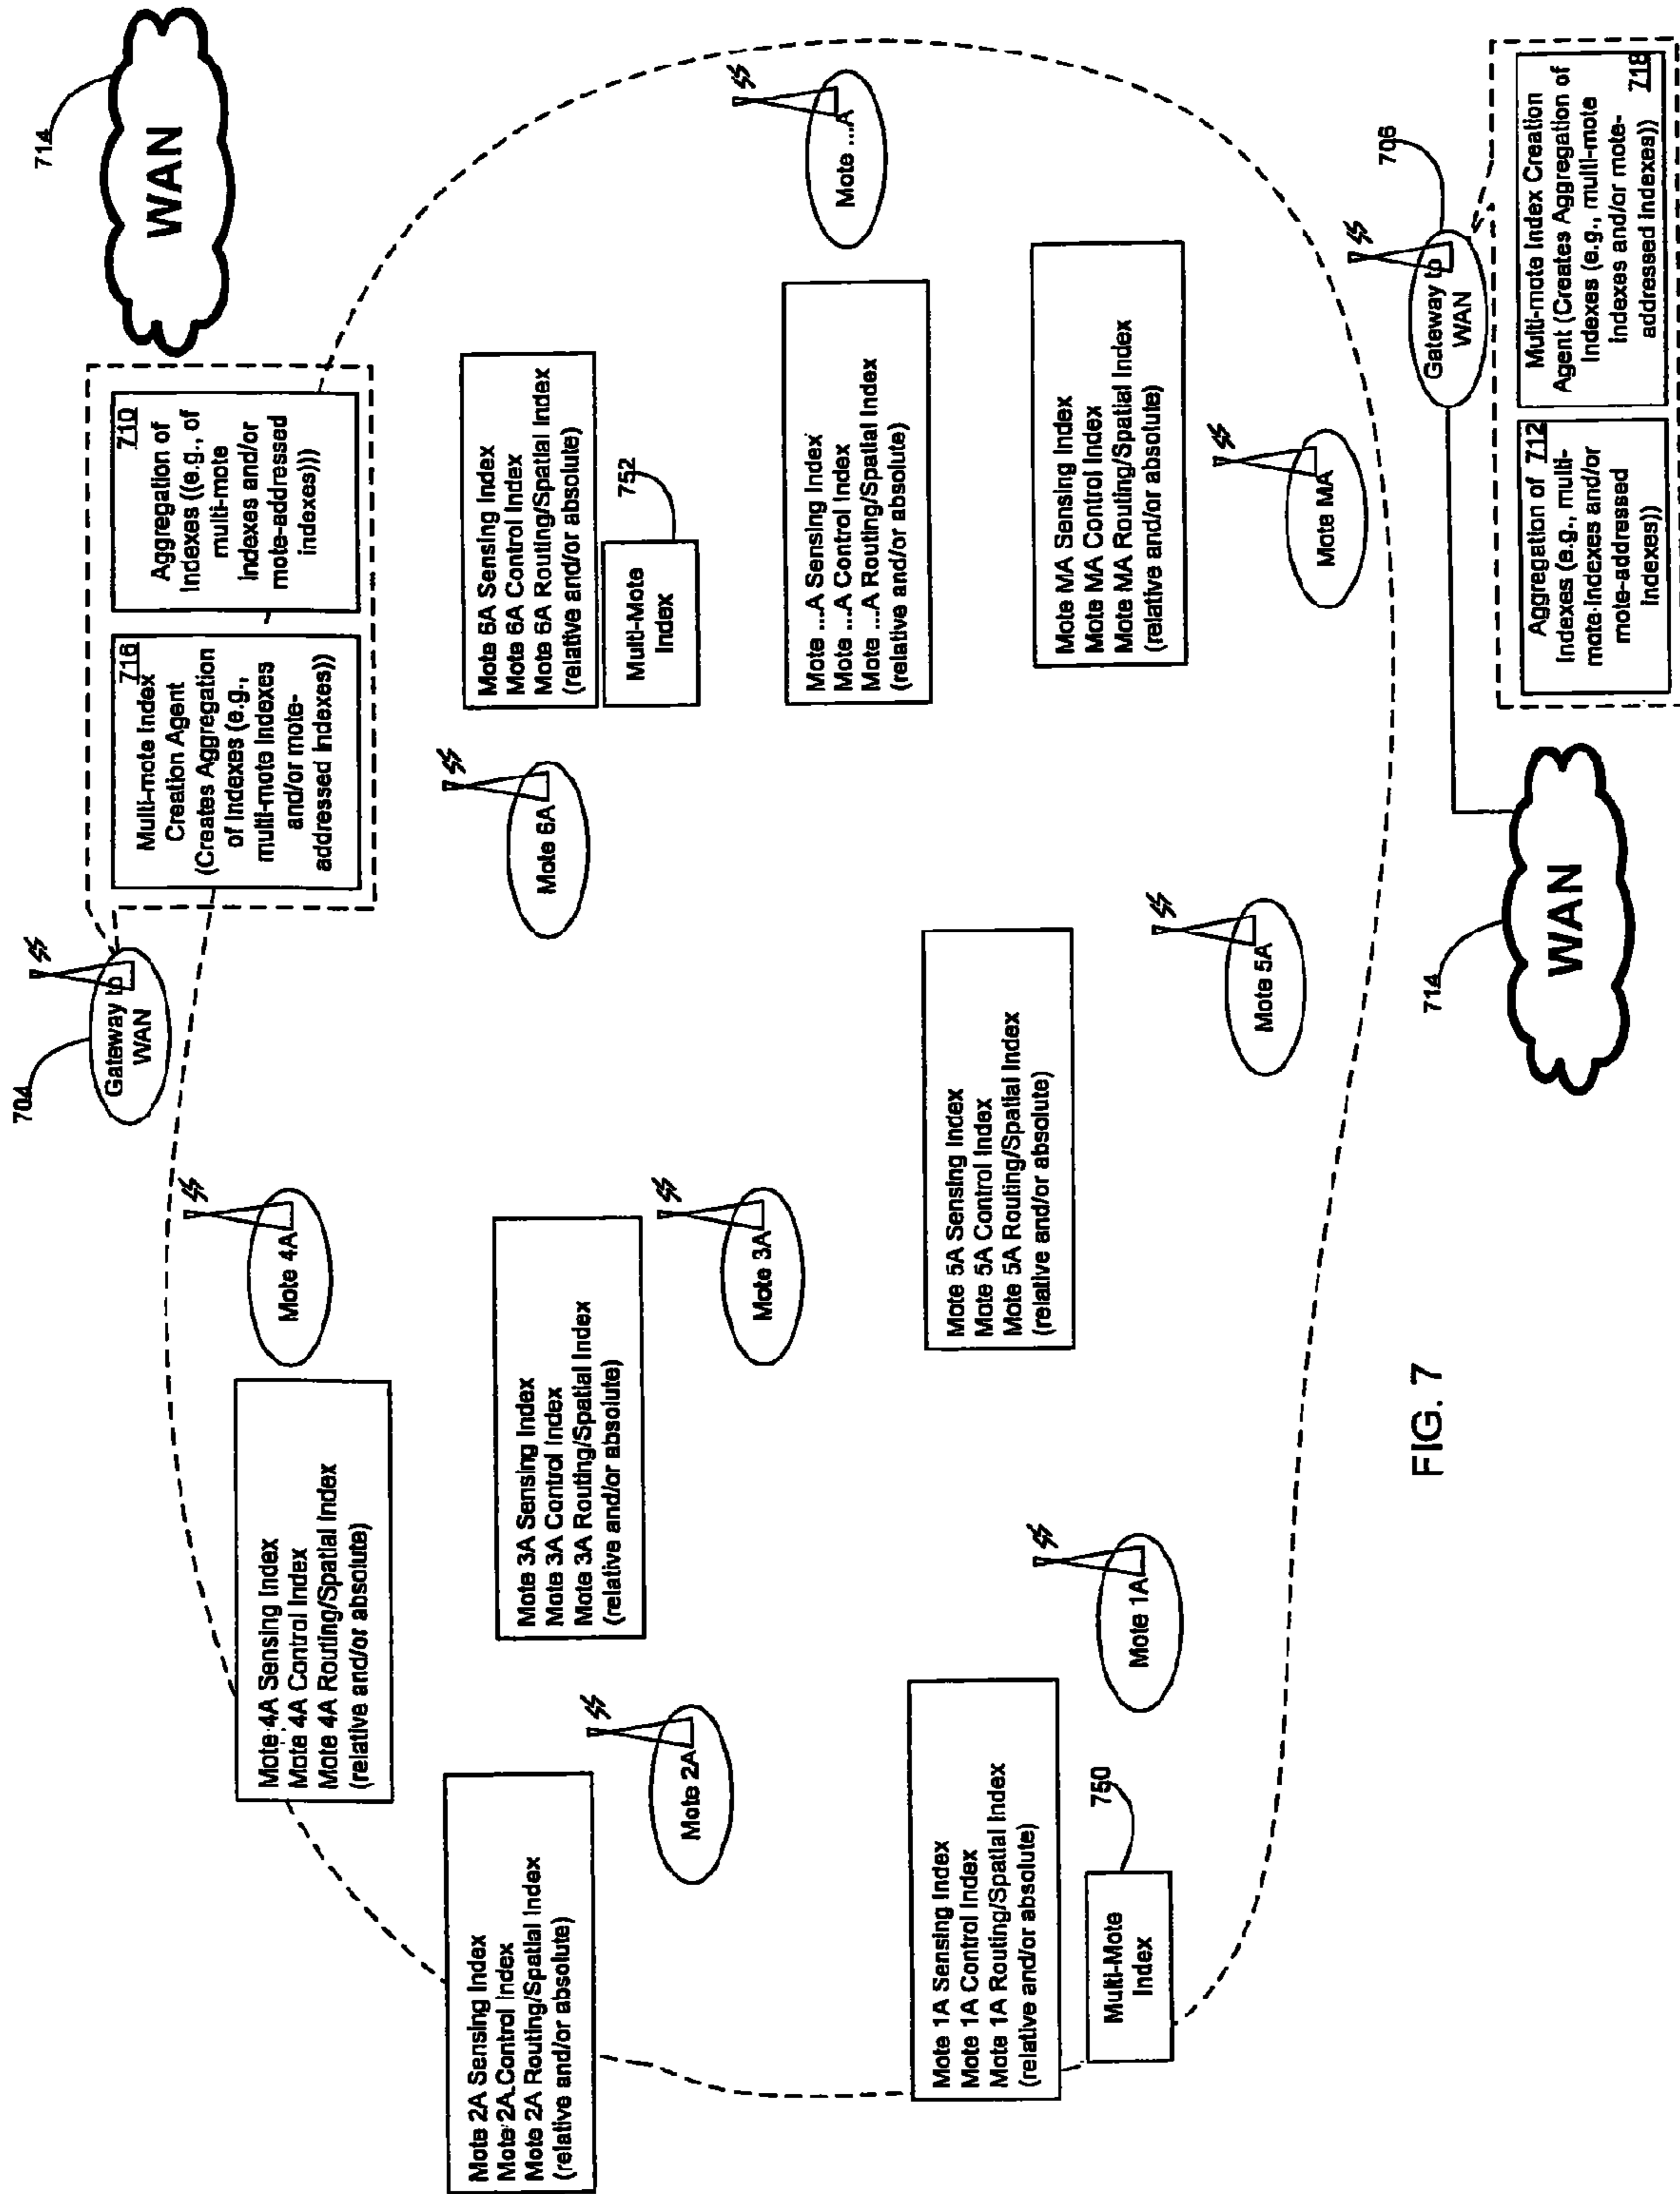 714
WAN
704
Gateway to
WAN
716
Multi-mote Index
Creation Agent
(Creates Aggregation
of Indexes (e.g.,
multi-mote Indexes
and/or mote-
addressed Indexes))
710
Aggregation of
Indexes ((e.g., of
multi-mote
indexes and/or
mote-addressed
indexes)))
Mote 4A Sensing Index
Mote 4A Control Index
Mote 4A Routing/Spatial Index
(relative and/or absolute)
Mote 4A
Mote 6A
Mote 6A Sensing Index
Mote 6A Control Index
Mote 6A Routing/Spatial Index
(relative and/or absolute)
Multi-Mote
Index
752
Mote 2A Sensing Index
Mote 2A Control Index
Mote 2A Routing/Spatial Index
(relative and/or absolute)
Mote 2A
Mote 3A Sensing Index
Mote 3A Control Index
Mote 3A Routing/Spatial Index
(relative and/or absolute)
Mote 3A
Mote ...A Sensing Index
Mote ...A Control Index
Mote ...A Routing/Spatial Index
(relative and/or absolute)
Mote ...A
Mote 1A Sensing Index
Mote 1A Control Index
Mote 1A Routing/Spatial Index
(relative and/or absolute)
Multi-Mote
Index
750
Mote 1A
Mote 5A Sensing Index
Mote 5A Control Index
Mote 5A Routing/Spatial Index
(relative and/or absolute)
Mote 5A
Mote MA Sensing Index
Mote MA Control Index
Mote MA Routing/Spatial Index
(relative and/or absolute)
Mote MA
706
Gateway to
WAN
714
WAN
Aggregation of 712
Indexes (e.g., multi-
mote Indexes and/or
mote-addressed
Indexes))
Multi-mote Index Creation
Agent (Creates Aggregation of
Indexes (e.g., multi-mote
Indexes and/or mote-
addressed Indexes))
718
FIG. 7